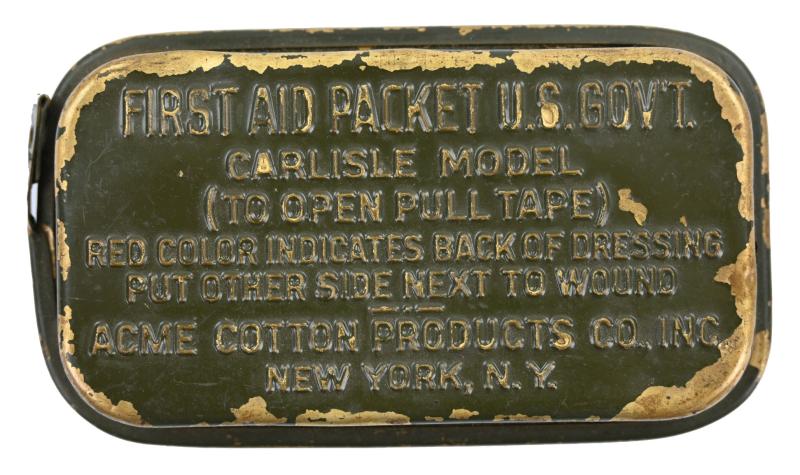 FIRST AID PACKET U.S. GOV'T.
CARLISLE MODEL
(TO OPEN PULL TAPE)
RED COLOR INDICATES BACK OF DRESSING
PUT OTHER SIDE NEXT TO WOUND
ACME COTTON PRODUCTS CO., INC.
NEW YORK, N.Y.